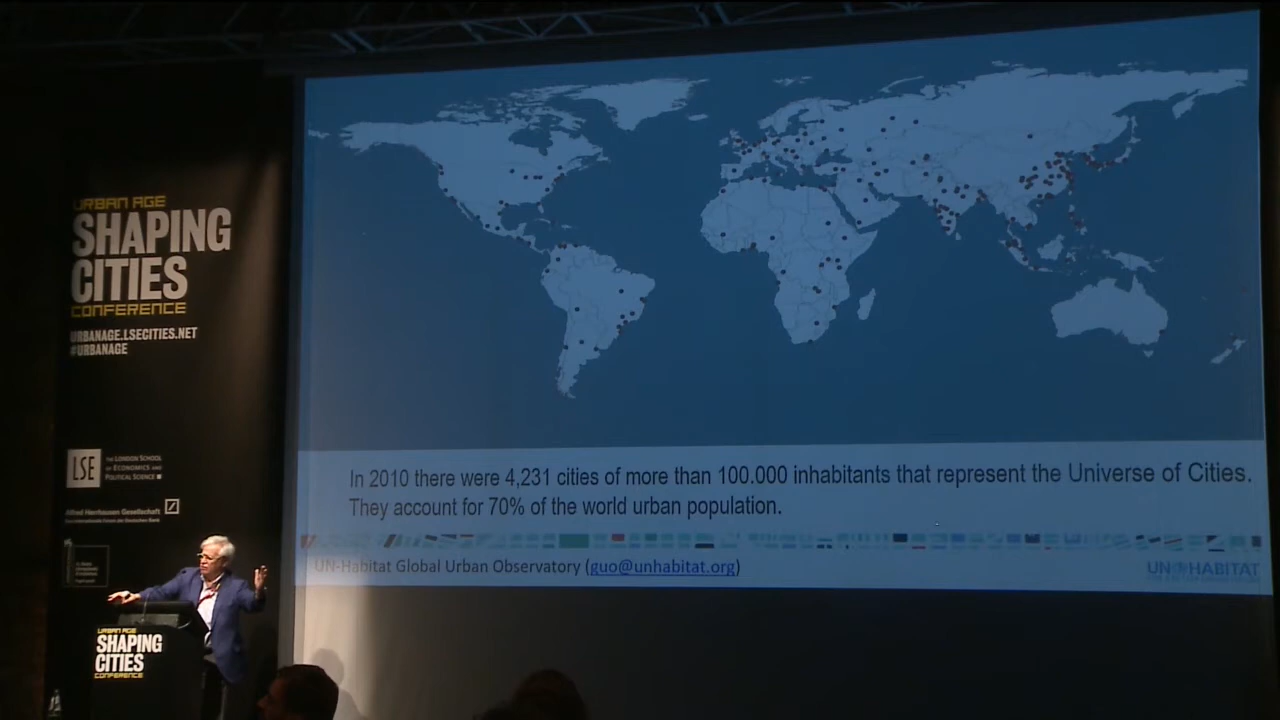 URBAN AGE
SHAPING
CITIES
CONFERENCE
URBANAGE.LSECITIES.NET
#URBANAGE
LSE
THE LONDON SCHOOL
OF ECONOMICS AND
POLITICAL SCIENCE
Alfred Herrhausen Gesellschaft
In 2010 there were 4,231 cities of more than 100.000 inhabitants that represent the Universe of Cities.
They account for 70% of the world urban population.
UN-Habitat Global Urban Observatory (guo@unhabitat.org)
UN HABITAT
URBAN AGE
SHAPING
CITIES
CONFERENCE